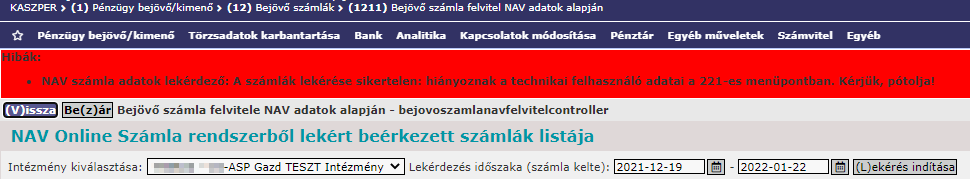 KASZPER › (1) Pénzügy bejövő/kimenő › (12) Bejövő számlák › (1211) Bejövő számla felvitel NAV adatok alapján
Pénzügy bejövő/kimenő Törzsadatok karbantartása Bank Analitika Kapcsolatok módosítása Pénztár Egyéb műveletek Számvitel Egyéb
Hibák:
• NAV számla adatok lekérdező: A számlák lekérése sikertelen: hiányoznak a technikai felhasználó adatai a 221-es menüpontban. Kérjük, pótolja!
(V)issza Be(z)ár Bejövő számla felvitele NAV adatok alapján - bejovoszamlanavfelvitelcontroller
NAV Online Számla rendszerből lekért beérkezett számlák listája
Intézmény kiválasztása: -ASP Gazd TESZT Intézmény Lekérdezés időszaka (számla kelte): 2021-12-19 - 2022-01-22 (L)ekérés indítása